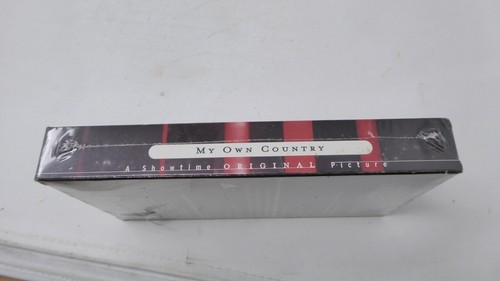 My Own Country
A Showtime ORIGINAL Picture